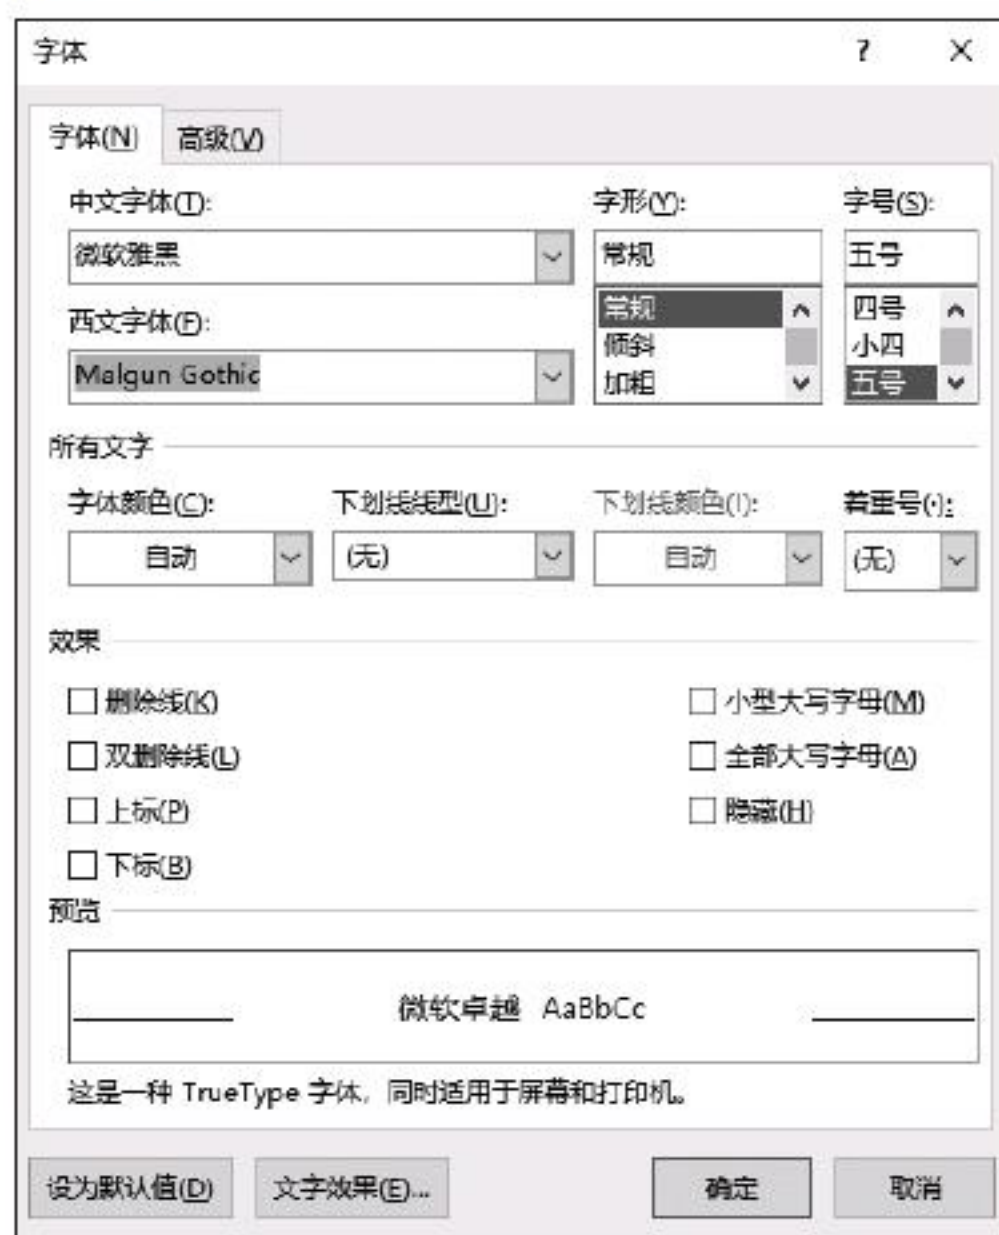 字体 ? ×
字体(N) 高级(V)
中文字体(T): 字形(Y): 字号(S):
微软雅黑 常规 五号
常规 四号
西文字体(F): 倾斜 小四
Malgun Gothic 加粗 五号
所有文字
字体颜色(C): 下划线线型(U): 下划线颜色(I): 着重号(·):
自动 (无) 自动 (无)
效果
删除线(K) 小型大写字母(M)
双删除线(L) 全部大写字母(A)
上标(P) 隐藏(H)
下标(B)
预览
微软卓越 AaBbCc
这是一种 TrueType 字体，同时适用于屏幕和打印机。
设为默认值(D) 文字效果(E)... 确定 取消